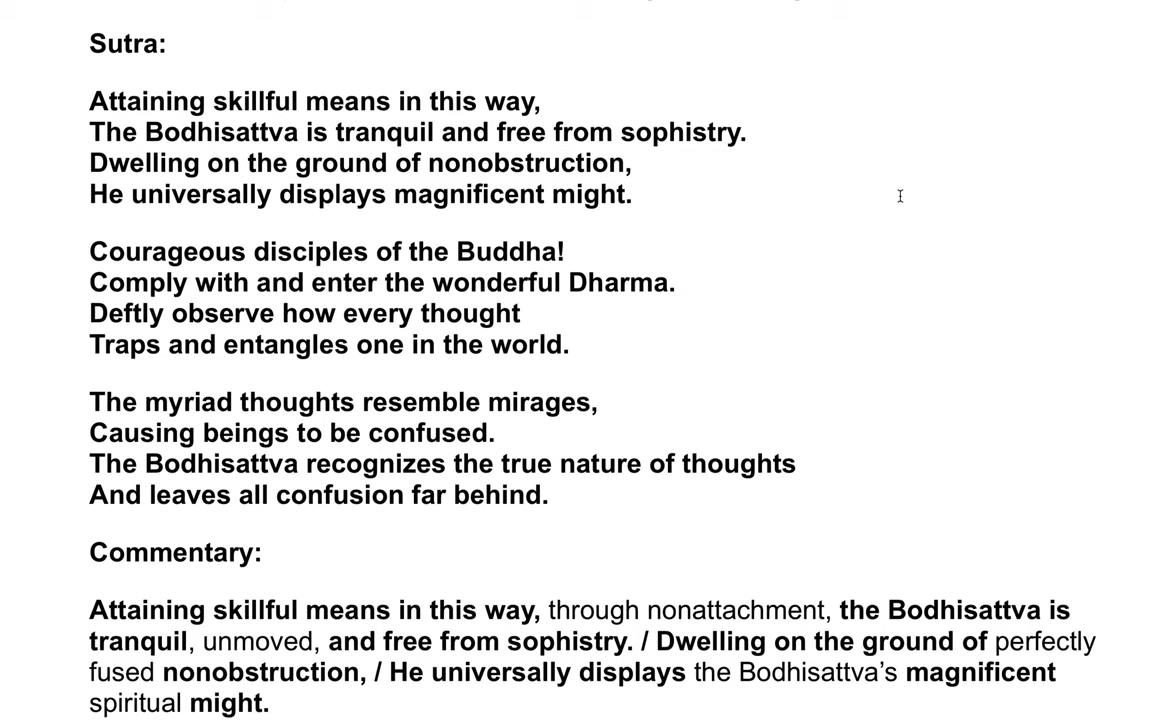 Sutra:
Attaining skillful means in this way,
The Bodhisattva is tranquil and free from sophistry.
Dwelling on the ground of nonobstruction,
He universally displays magnificent might.
Courageous disciples of the Buddha!
Comply with and enter the wonderful Dharma.
Deftly observe how every thought
Traps and entangles one in the world.
The myriad thoughts resemble mirages,
Causing beings to be confused.
The Bodhisattva recognizes the true nature of thoughts
And leaves all confusion far behind.
Commentary:
Attaining skillful means in this way, through nonattachment, the Bodhisattva is
tranquil, unmoved, and free from sophistry. / Dwelling on the ground of perfectly
fused nonobstruction, / He universally displays the Bodhisattva’s magnificent
spiritual might.